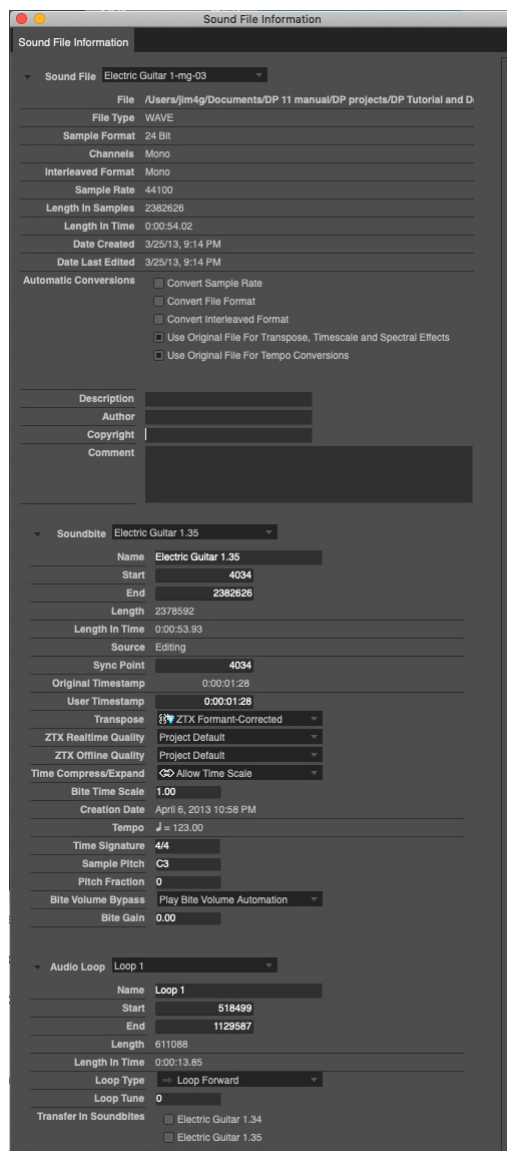 Sound File Information
Sound File Information
Sound File Electric Guitar 1-mg-03
File /Users/jim4g/Documents/DP 11 manual/DP projects/DP Tutorial and D
File Type WAVE
Sample Format 24 Bit
Channels Mono
Interleaved Format Mono
Sample Rate 44100
Length In Samples 2382626
Length In Time 0:00:54.02
Date Created 3/25/13, 9:14 PM
Date Last Edited 3/25/13, 9:14 PM
Automatic Conversions Convert Sample Rate
Convert File Format
Convert Interleaved Format
Use Original File For Transpose, Timescale and Spectral Effects
Use Original File For Tempo Conversions
Description
Author
Copyright
Comment
Soundbite Electric Guitar 1.35
Name Electric Guitar 1.35
Start 4034
End 2382626
Length 2378592
Length In Time 0:00:53.93
Source Editing
Sync Point 4034
Original Timestamp 0:00:01:28
User Timestamp 0:00:01:28
Transpose ZTX Formant-Corrected
ZTX Realtime Quality Project Default
ZTX Offline Quality Project Default
Time Compress/Expand Allow Time Scale
Bite Time Scale 1.00
Creation Date April 6, 2013 10:58 PM
Tempo ♩ = 123.00
Time Signature 4/4
Sample Pitch C3
Pitch Fraction 0
Bite Volume Bypass Play Bite Volume Automation
Bite Gain 0.00
Audio Loop Loop 1
Name Loop 1
Start 518499
End 1129587
Length 611088
Length In Time 0:00:13.85
Loop Type Loop Forward
Loop Tune 0
Transfer In Soundbites Electric Guitar 1.34
Electric Guitar 1.35